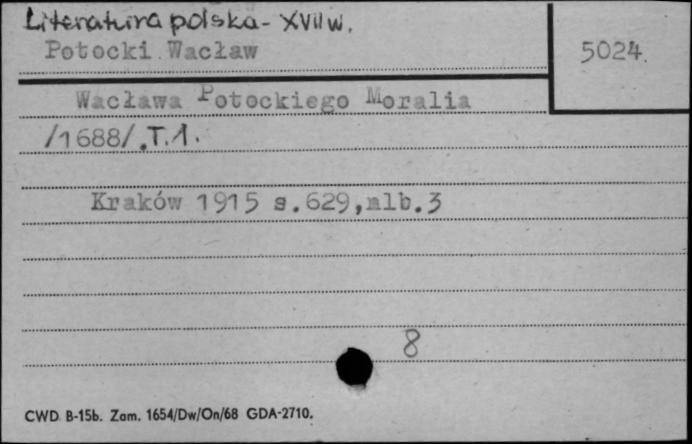 Literatura polska - XVII w.
Potocki Wacław
5024.
Wacława Potockiego Moralia
/1688/.T.1.
Kraków 1915 s.629,nlb.3
8
CWD B-15b. Zam. 1654/Dw/On/68 GDA-2710.